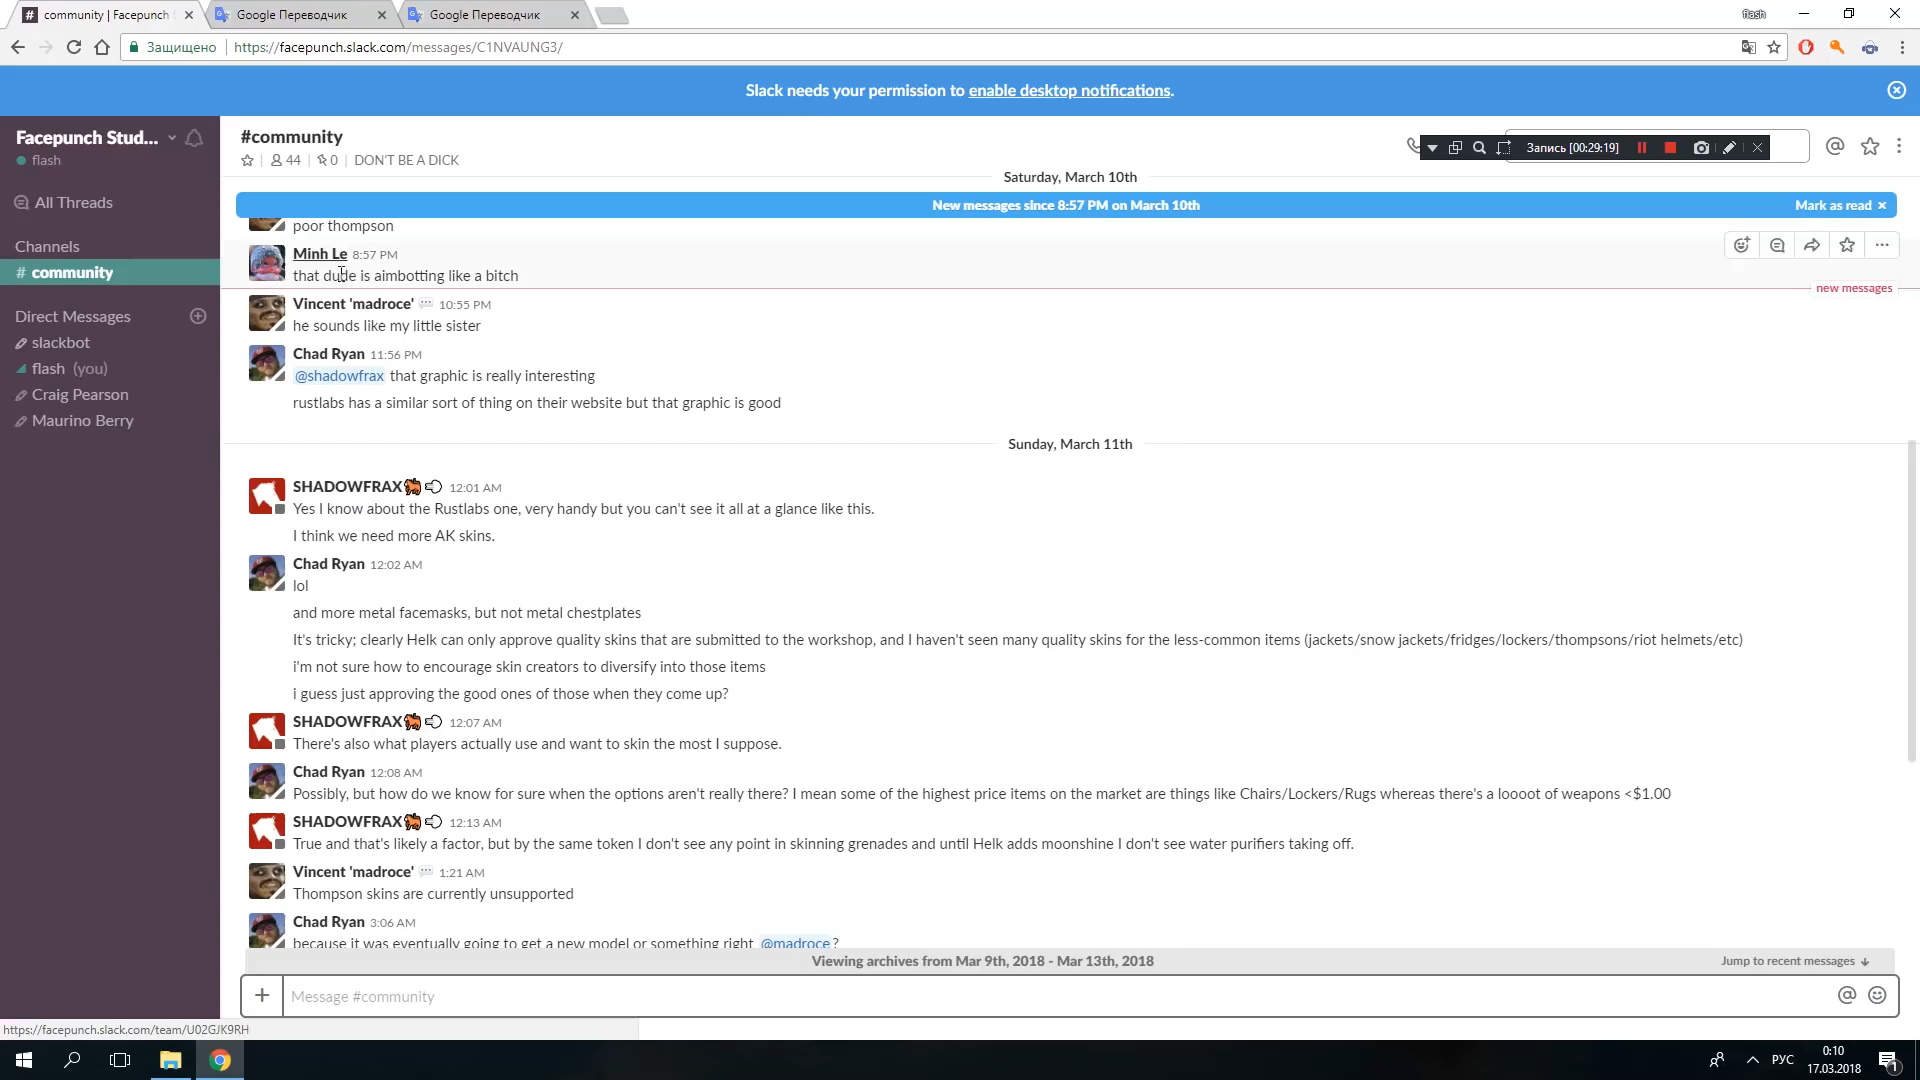 community | Facepunch
Google Переводчик
Google Переводчик
flash
Защищено
https://facepunch.slack.com/messages/C1NVAUNG3/
Slack needs your permission to enable desktop notifications.
Facepunch Stud...
flash
All Threads
Channels
# community
Direct Messages
slackbot
flash (you)
Craig Pearson
Maurino Berry
#community
44 | 0 | DON'T BE A DICK
Запись [00:29:19]
Saturday, March 10th
New messages since 8:57 PM on March 10th
Mark as read ×
poor thompson
Minh Le 8:57 PM
that dude is aimbotting like a bitch
new messages
Vincent 'madroce' 10:55 PM
he sounds like my little sister
Chad Ryan 11:56 PM
@shadowfrax that graphic is really interesting
rustlabs has a similar sort of thing on their website but that graphic is good
Sunday, March 11th
SHADOWFRAX 12:01 AM
Yes I know about the Rustlabs one, very handy but you can't see it all at a glance like this.
I think we need more AK skins.
Chad Ryan 12:02 AM
lol
and more metal facemasks, but not metal chestplates
It's tricky; clearly Helk can only approve quality skins that are submitted to the workshop, and I haven't seen many quality skins for the less-common items (jackets/snow jackets/fridges/lockers/thompsons/riot helmets/etc)
i'm not sure how to encourage skin creators to diversify into those items
i guess just approving the good ones of those when they come up?
SHADOWFRAX 12:07 AM
There's also what players actually use and want to skin the most I suppose.
Chad Ryan 12:08 AM
Possibly, but how do we know for sure when the options aren't really there? I mean some of the highest price items on the market are things like Chairs/Lockers/Rugs whereas there's a loooot of weapons <$1.00
SHADOWFRAX 12:13 AM
True and that's likely a factor, but by the same token I don't see any point in skinning grenades and until Helk adds moonshine I don't see water purifiers taking off.
Vincent 'madroce' 1:21 AM
Thompson skins are currently unsupported
Chad Ryan 3:06 AM
because it was eventually going to get a new model or something right @madroce?
Viewing archives from Mar 9th, 2018 - Mar 13th, 2018
Jump to recent messages ↓
Message #community
https://facepunch.slack.com/team/U02GJK9RH
РУС
0:10
17.03.2018
1